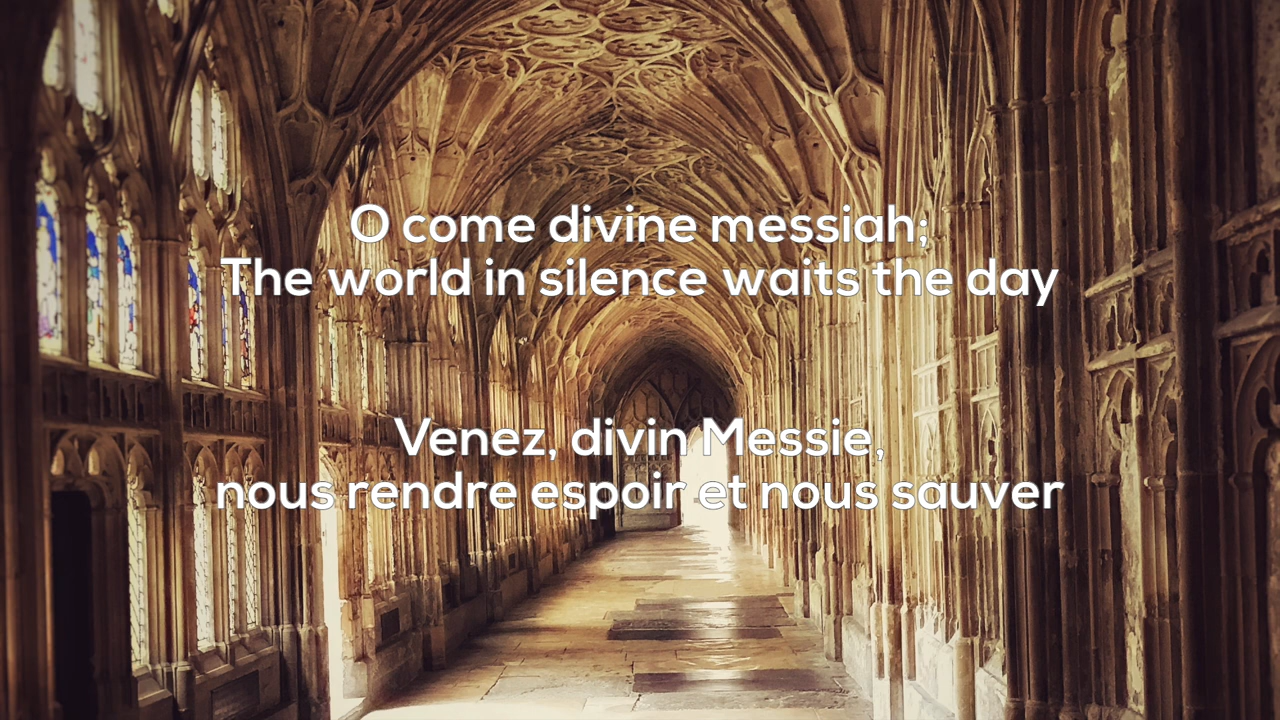 O come divine messiah;
The world in silence waits the day
Venez, divin Messie,
nous rendre espoir et nous sauver